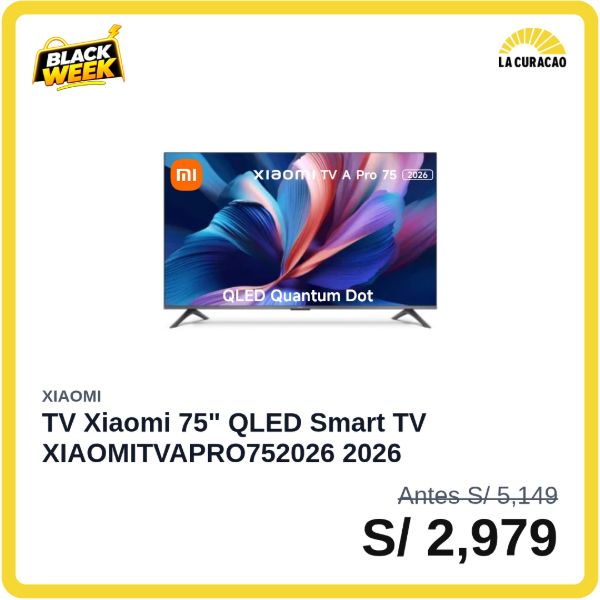 BLACK
WEEK
LA CURACAO
mi
xiaomi TV A Pro 75 2026
QLED Quantum Dot
XIAOMI
TV Xiaomi 75" QLED Smart TV
XIAOMITVAPRO752026 2026
Antes S/ 5,149
S/ 2,979